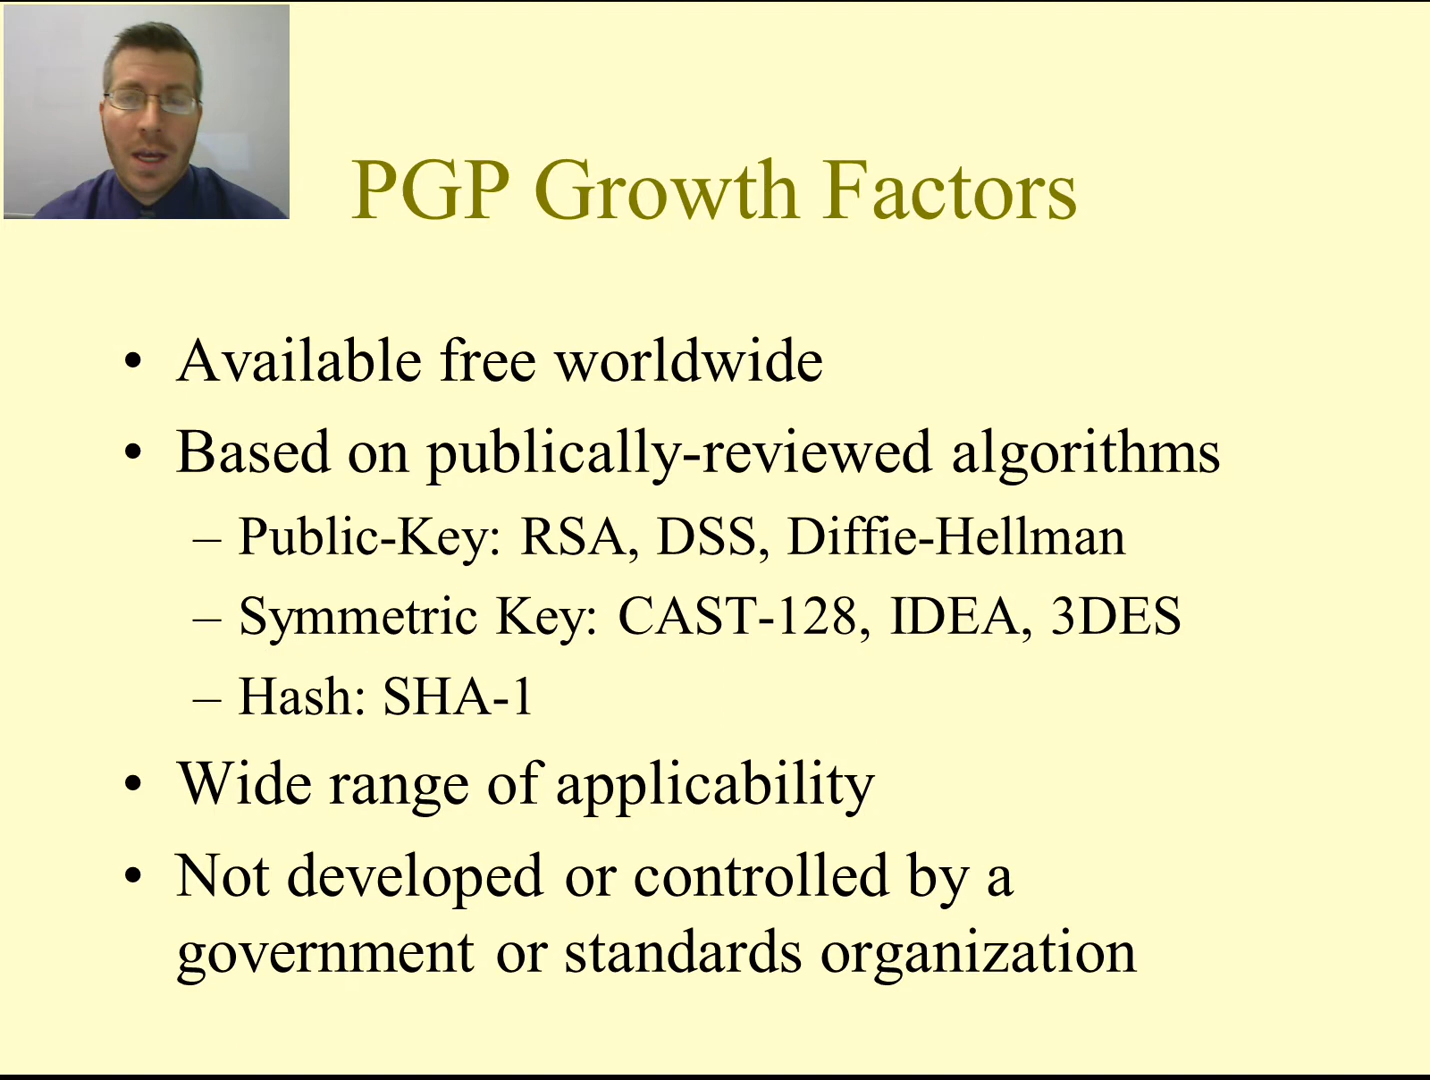 PGP Growth Factors
• Available free worldwide
• Based on publically-reviewed algorithms
– Public-Key: RSA, DSS, Diffie-Hellman
– Symmetric Key: CAST-128, IDEA, 3DES
– Hash: SHA-1
• Wide range of applicability
• Not developed or controlled by a
government or standards organization